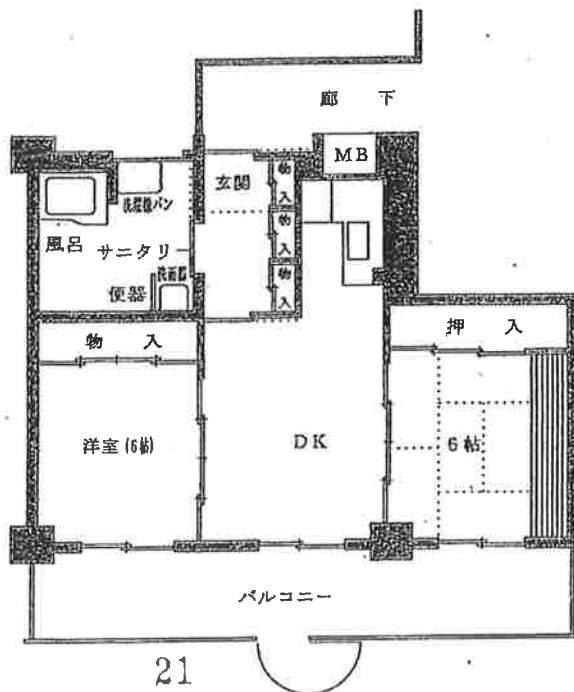 廊 下
MB
玄関
物入
物入
物入
洗濯機パン
風呂
サニタリー
洗面器
便器
物 入
押 入
洋室(6帖)
DK
6帖
バルコニー
21